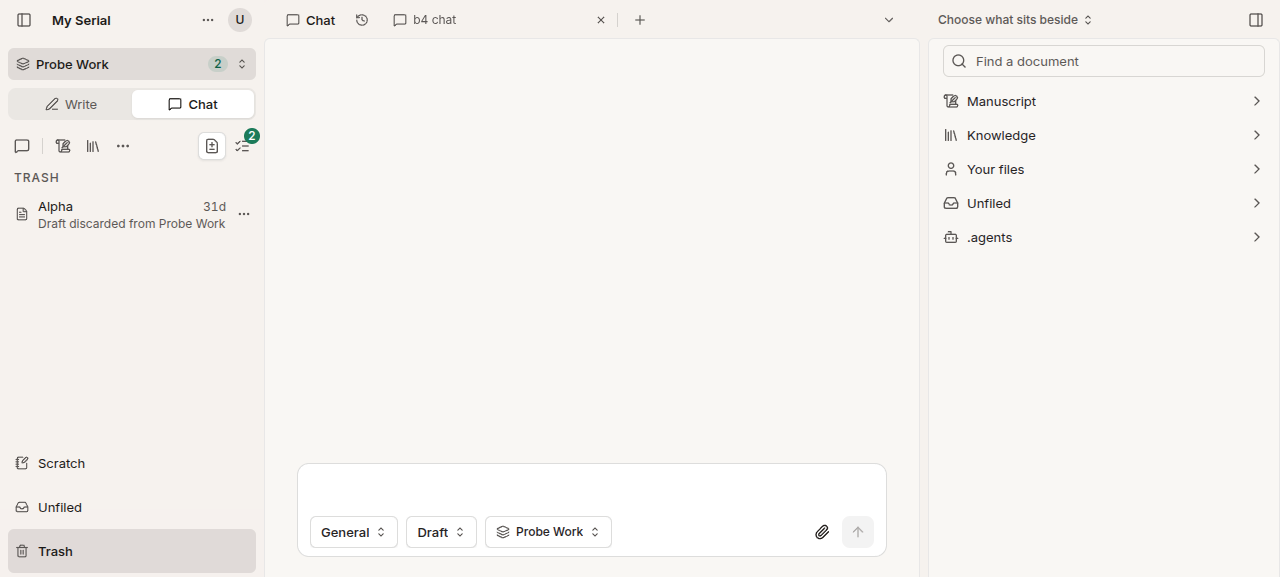 My Serial
U
Chat
b4 chat
Choose what sits beside
Probe Work
2
Write
Chat
2
TRASH
Alpha
31d
Draft discarded from Probe Work
Scratch
Unfiled
Trash
General
Draft
Probe Work
Find a document
Manuscript
Knowledge
Your files
Unfiled
.agents